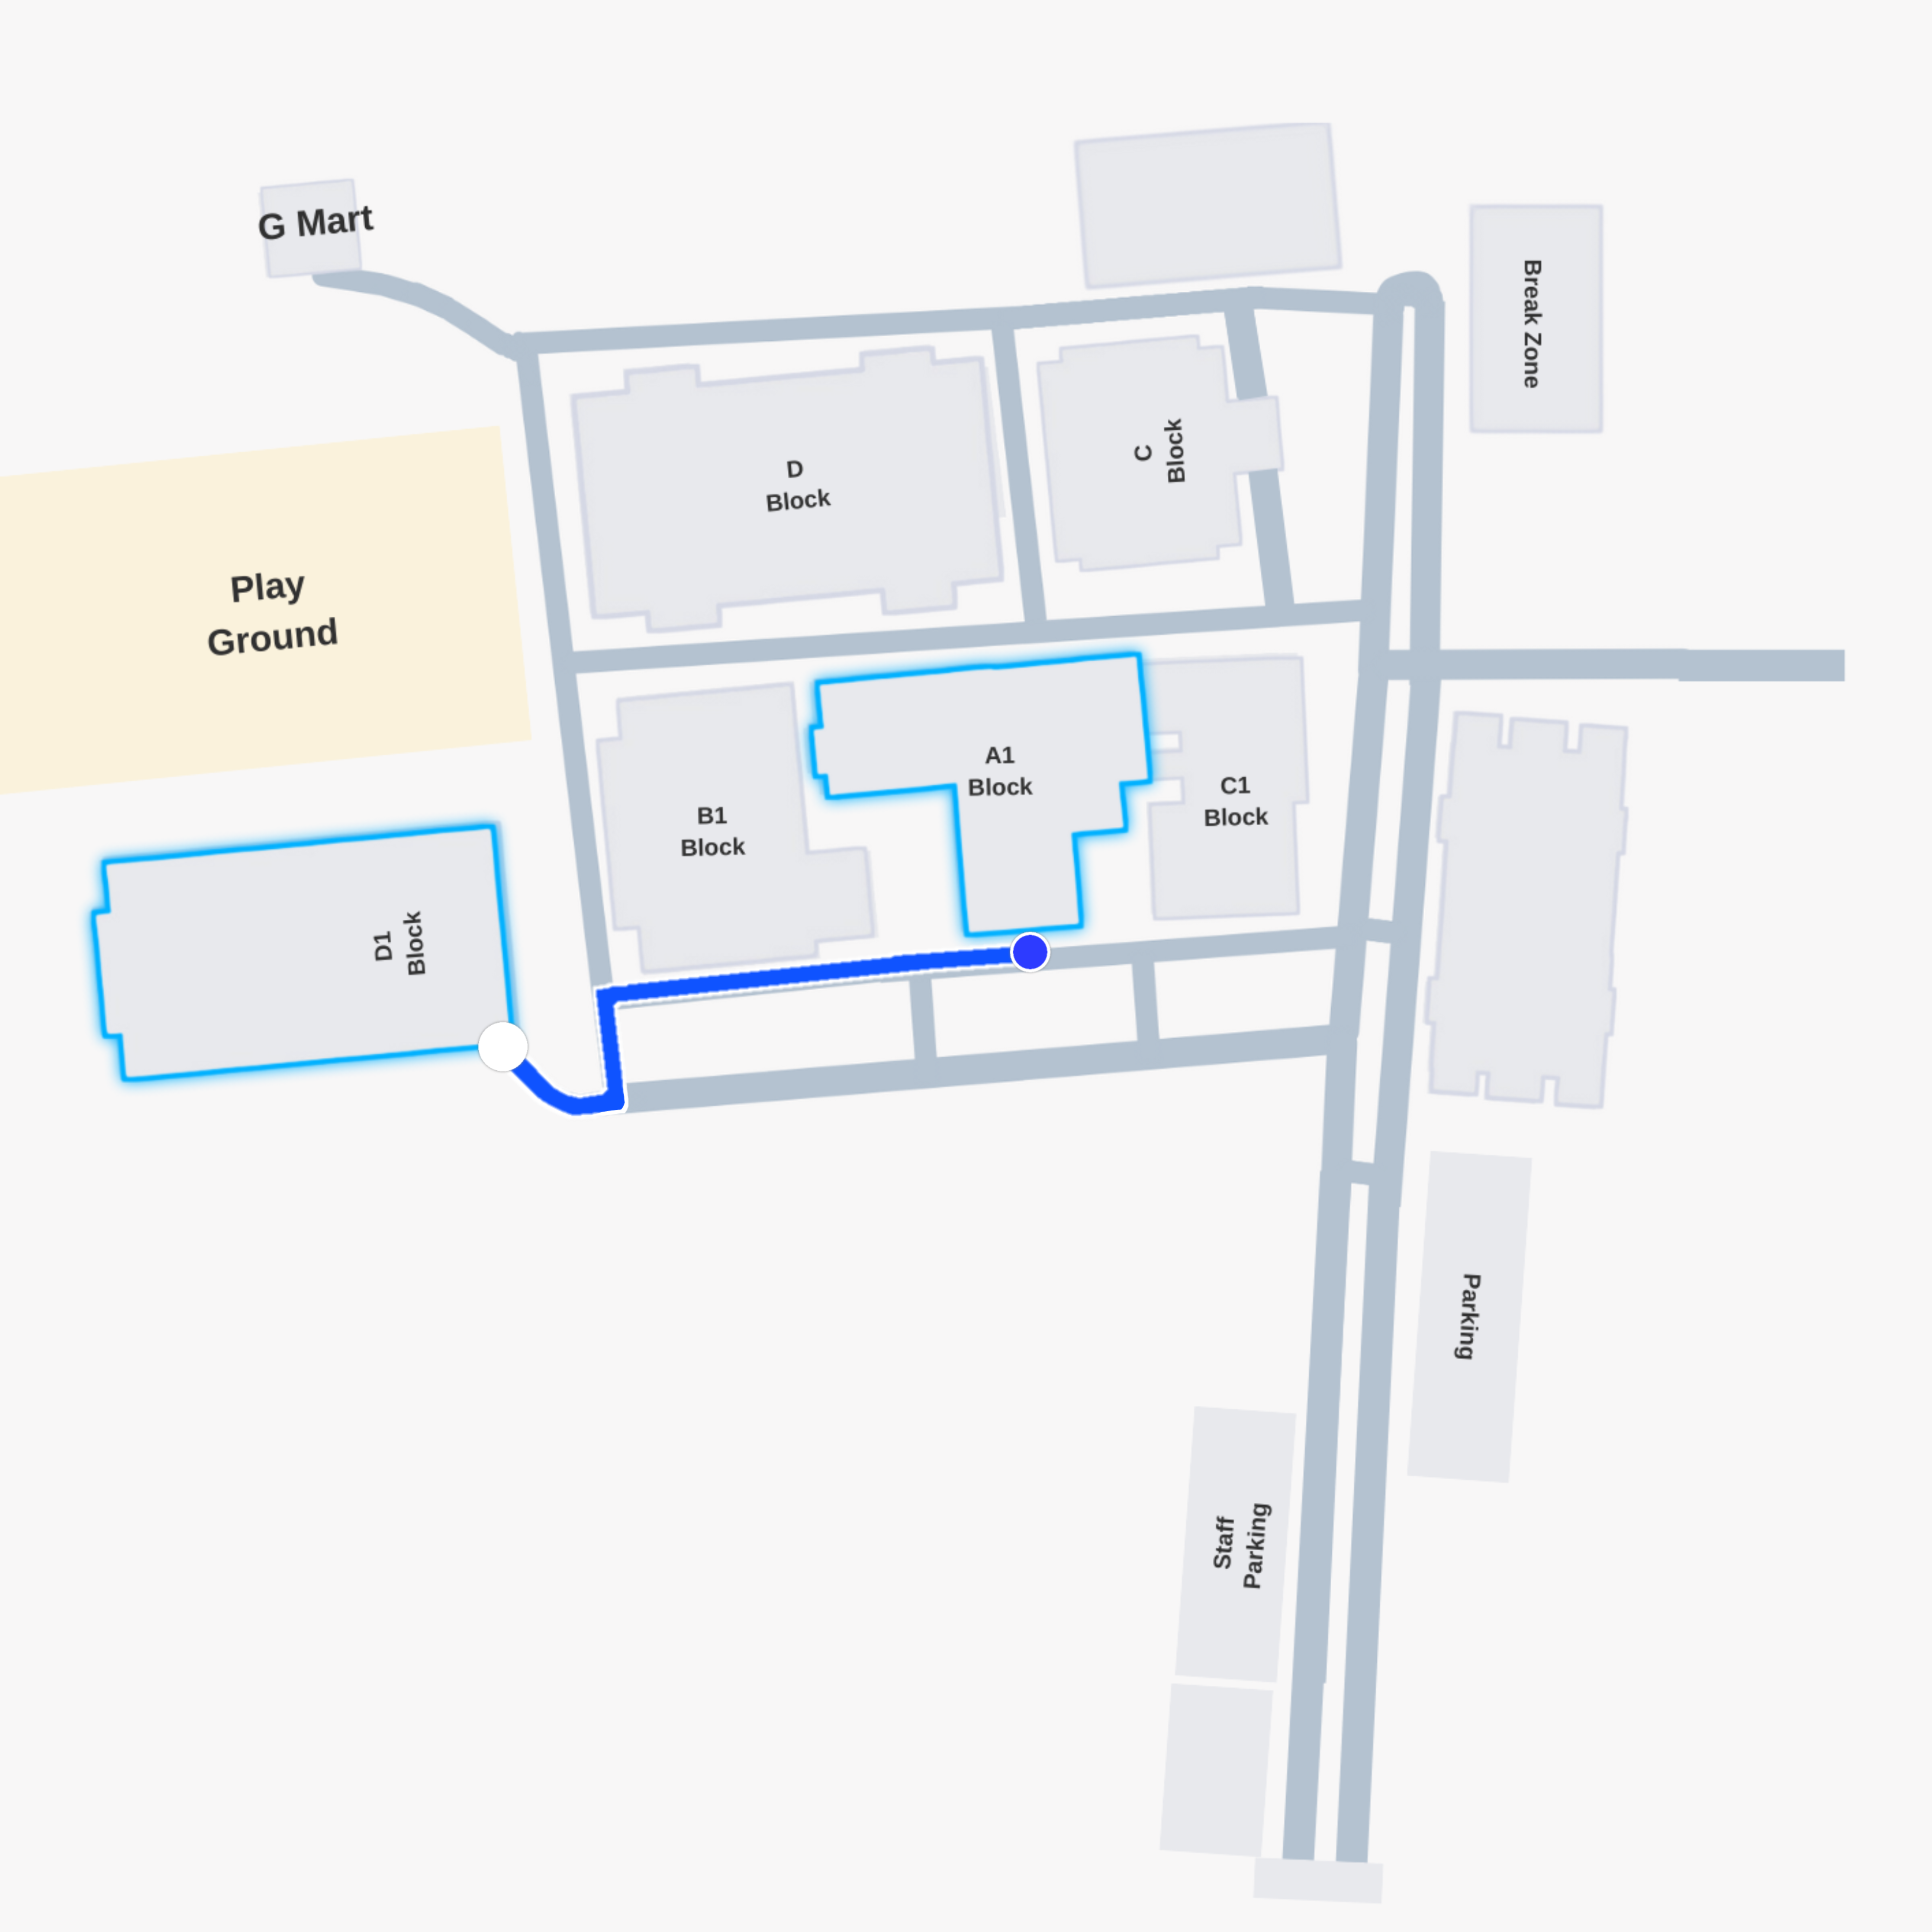 G Mart
Break Zone
C
Block
D
Block
Play
Ground
A1
Block
C1
Block
B1
Block
D1
Block
Parking
Staff
Parking